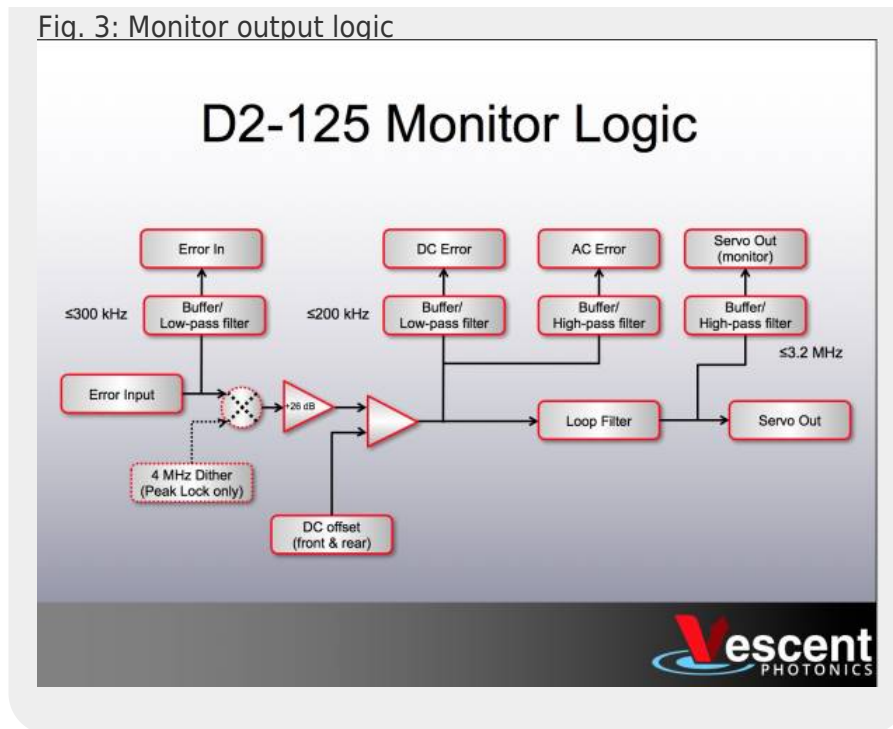 Fig. 3: Monitor output logic
D2-125 Monitor Logic
Error In
DC Error
AC Error
Servo Out
(monitor)
≤300 kHz
Buffer/
Low-pass filter
≤200 kHz
Buffer/
Low-pass filter
Buffer/
High-pass filter
Buffer/
High-pass filter
≤3.2 MHz
Error Input
+26 dB
Loop Filter
Servo Out
4 MHz Dither
(Peak Lock only)
DC offset
(front & rear)
Vescent
PHOTONICS